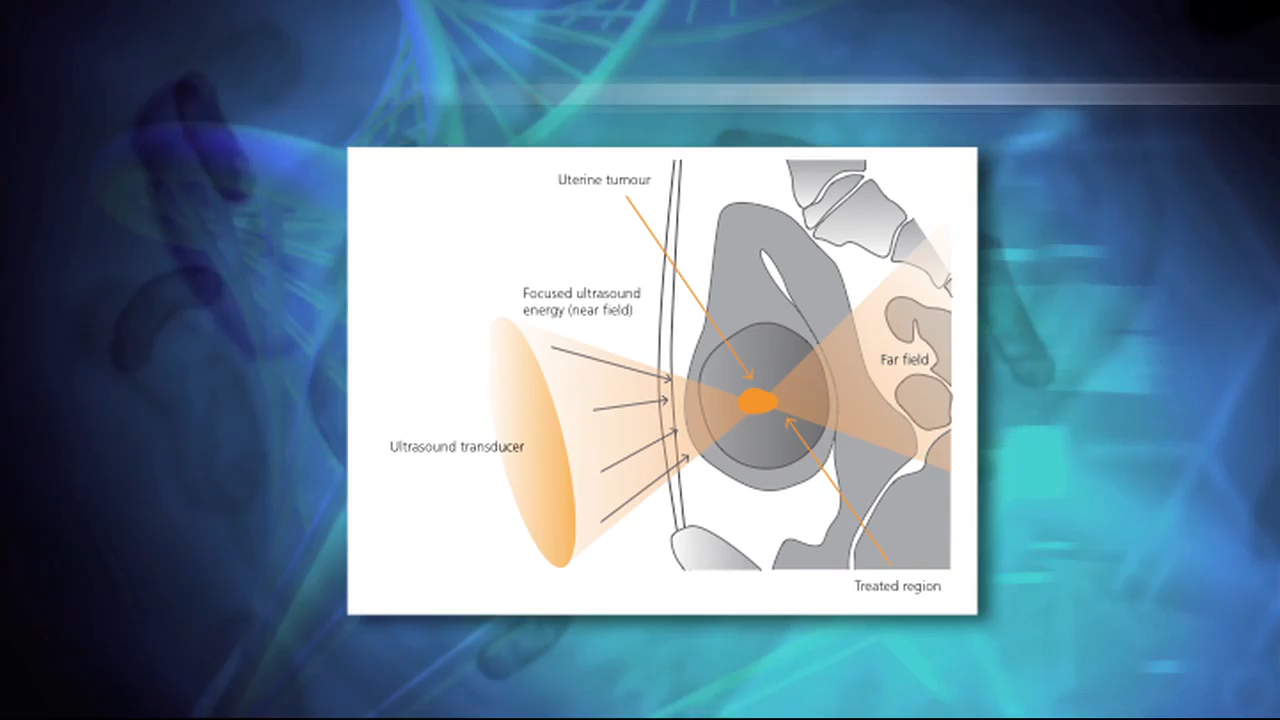 Uterine tumour
Focused ultrasound
energy (near field)
Far field
Ultrasound transducer
Treated region